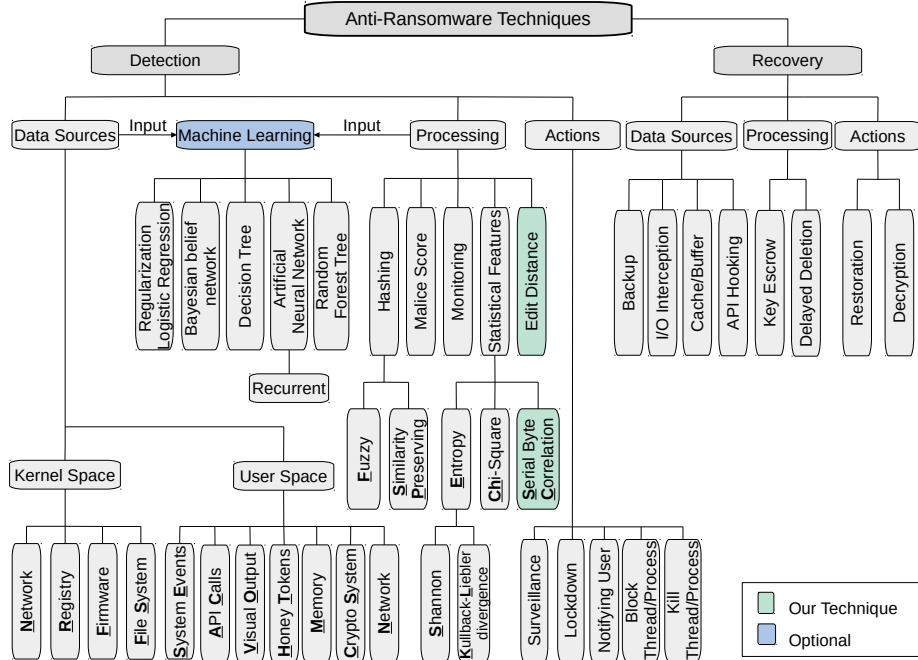 Anti-Ransomware Techniques
Detection
Recovery
Data Sources
Input
Machine Learning
Input
Processing
Actions
Data Sources
Processing
Actions
Regularization
Logistic Regression
Bayesian belief
network
Decision Tree
Artificial
Neural Network
Random
Forest Tree
Recurrent
Hashing
Malice Score
Monitoring
Statistical Features
Edit Distance
Backup
I/O Interception
Cache/Buffer
API Hooking
Key Escrow
Delayed Deletion
Restoration
Decryption
Fuzzy
Similarity
Preserving
Entropy
Chi-Square
Serial Byte
Correlation
Kernel Space
User Space
Network
Registry
Firmware
File System
System Events
API Calls
Visual Output
Honey Tokens
Memory
Crypto System
Network
Shannon
Kullback-Liebler
divergence
Surveillance
Lockdown
Notifying User
Block
Thread/Process
Kill
Thread/Process
Our Technique
Optional